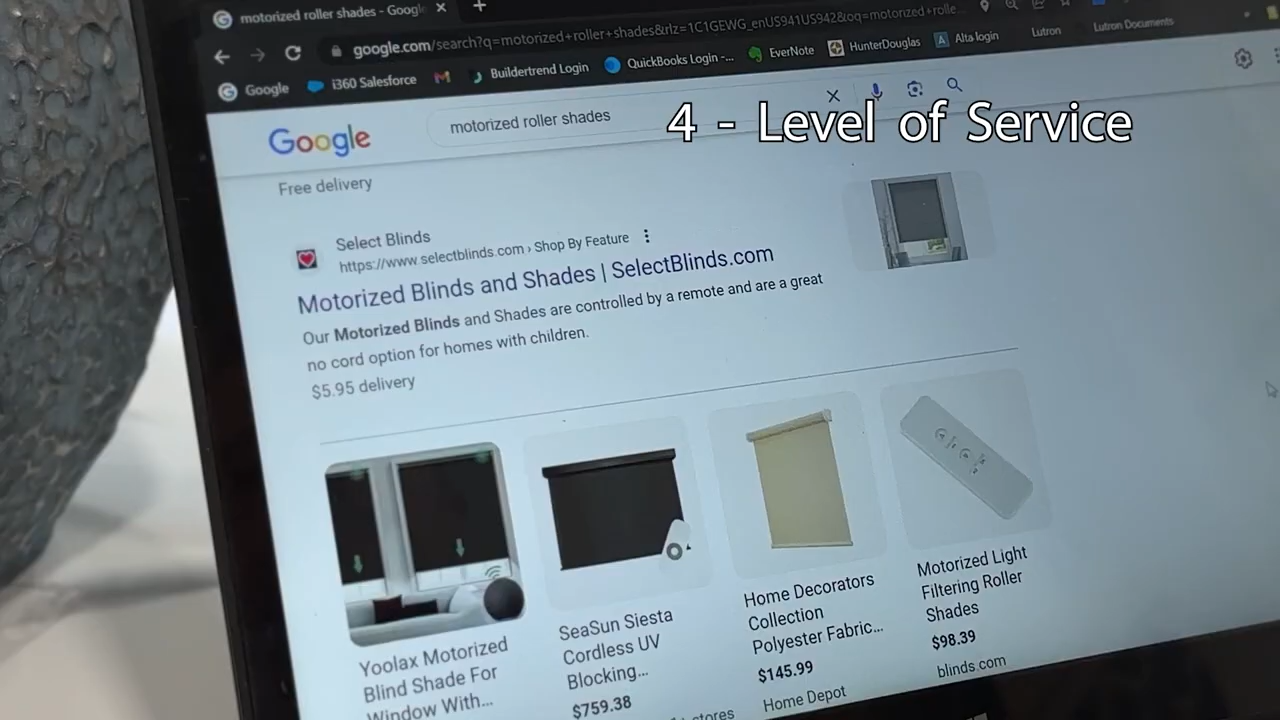 motorized roller shades - Googl
google.com/search?q=motorized+roller+shades&rlz=1C1GEWG_enUS941US942&oq=motorized+rolle...
Google
i360 Salesforce
Buildertrend Login
QuickBooks Login -...
EverNote
HunterDouglas
Alta login
Lutron
Lutron Documents
Google
motorized roller shades
4 - Level of Service
Free delivery
Select Blinds
https://www.selectblinds.com › Shop By Feature
Motorized Blinds and Shades | SelectBlinds.com
Our Motorized Blinds and Shades are controlled by a remote and are a great
no cord option for homes with children.
$5.95 delivery
Yoolax Motorized
Blind Shade For
Window With...
SeaSun Siesta
Cordless UV
Blocking...
$759.38
stores
Home Decorators
Collection
Polyester Fabric...
$145.99
Home Depot
Motorized Light
Filtering Roller
Shades
$98.39
blinds.com